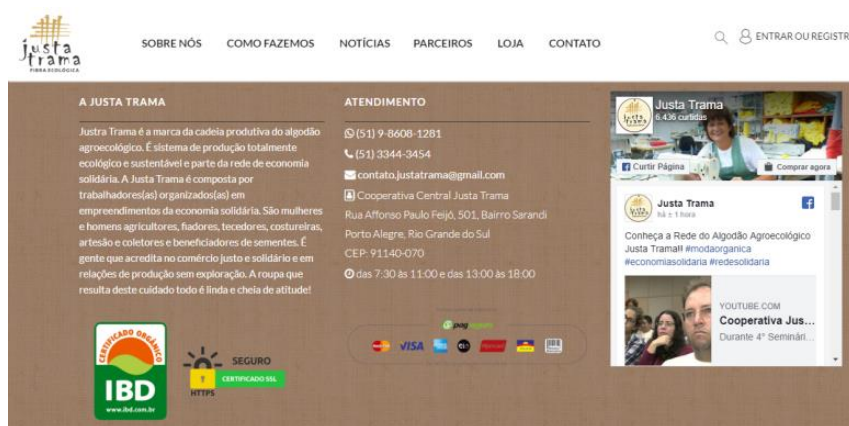 justa
trama
FIBRA ECOLÓGICA
SOBRE NÓS
COMO FAZEMOS
NOTÍCIAS
PARCEIROS
LOJA
CONTATO
ENTRAR OU REGISTR
A JUSTA TRAMA
Justra Trama é a marca da cadeia produtiva do algodão
agroecológico. É sistema de produção totalmente
ecológico e sustentável e parte da rede de economia
solidária. A Justa Trama é composta por
trabalhadores(as) organizados(as) em
empreendimentos da economia solidária. São mulheres
e homens agricultores, fiadores, tecedores, costureiras,
artesão e coletores e beneficiadores de sementes. É
gente que acredita no comércio justo e solidário e em
relações de produção sem exploração. A roupa que
resulta deste cuidado todo é linda e cheia de atitude!
CERTIFICADO ORGÂNICO
IBD
www.ibd.com.br
HTTPS
SEGURO
CERTIFICADO SSL
ATENDIMENTO
(51) 9-8608-1281
(51) 3344-3454
contato.justatrama@gmail.com
Cooperativa Central Justa Trama
Rua Affonso Paulo Feijó, 501, Bairro Sarandi
Porto Alegre, Rio Grande do Sul
CEP: 91140-070
das 7:30 às 11:00 e das 13:00 às 18:00
pagseguro
VISA
elo
Justa Trama
6.436 curtidas
Curtir Página
Comprar agora
Justa Trama
há ± 1 hora
Conheça a Rede do Algodão Agroecológico
Justa Trama!! #modaorganica
#economiasolidaria #redesolidaria
YOUTUBE.COM
Cooperativa Jus...
Durante 4° Seminári...